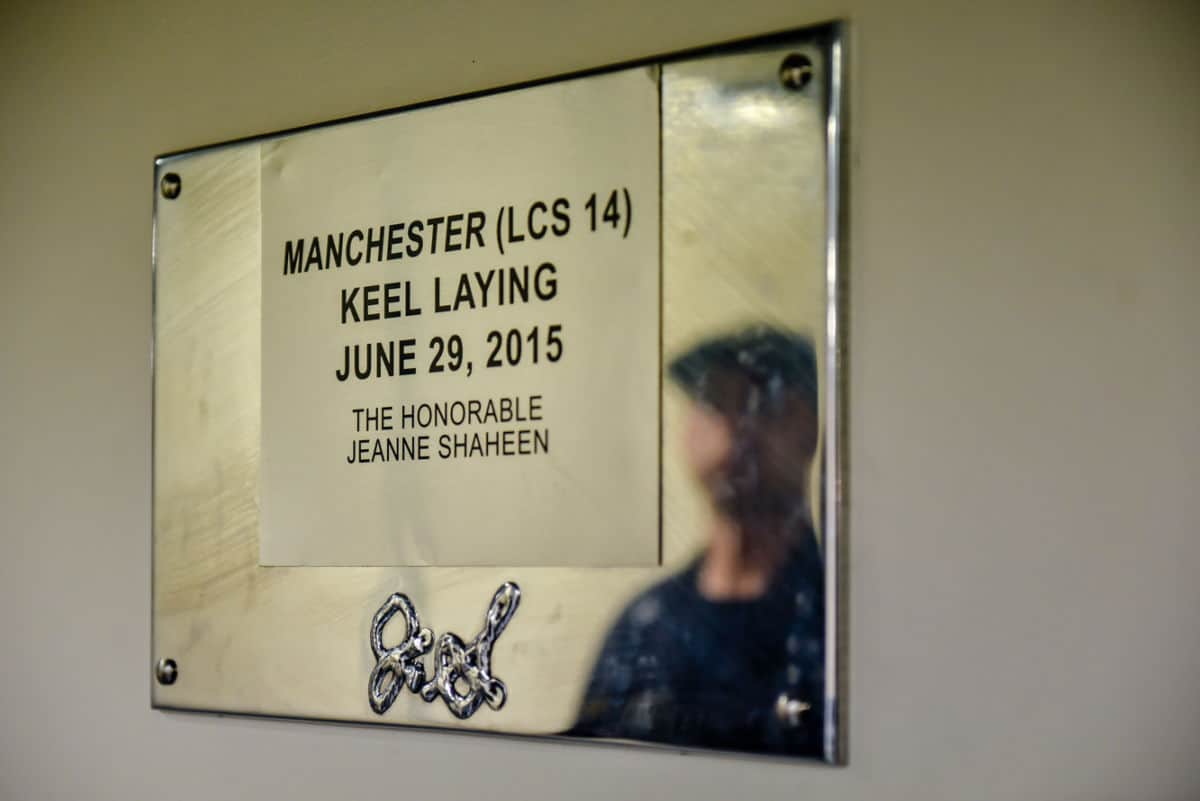 MANCHESTER (LCS 14)
KEEL LAYING
JUNE 29, 2015
THE HONORABLE
JEANNE SHAHEEN